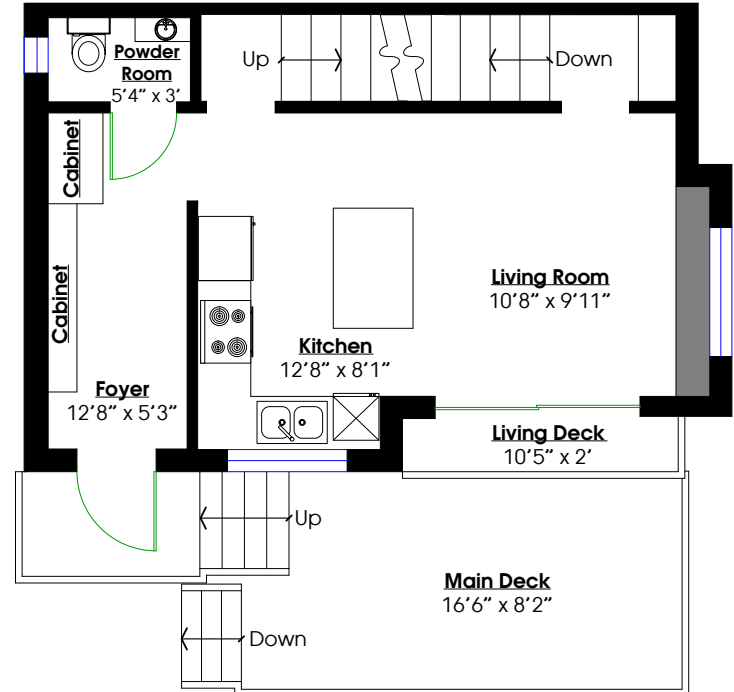 Powder
Room
5'4" x 3'
Up
Down
Cabinet
Cabinet
Living Room
10'8" x 9'11"
Kitchen
12'8" x 8'1"
Foyer
12'8" x 5'3"
Living Deck
10'5" x 2'
Up
Main Deck
16'6" x 8'2"
Down